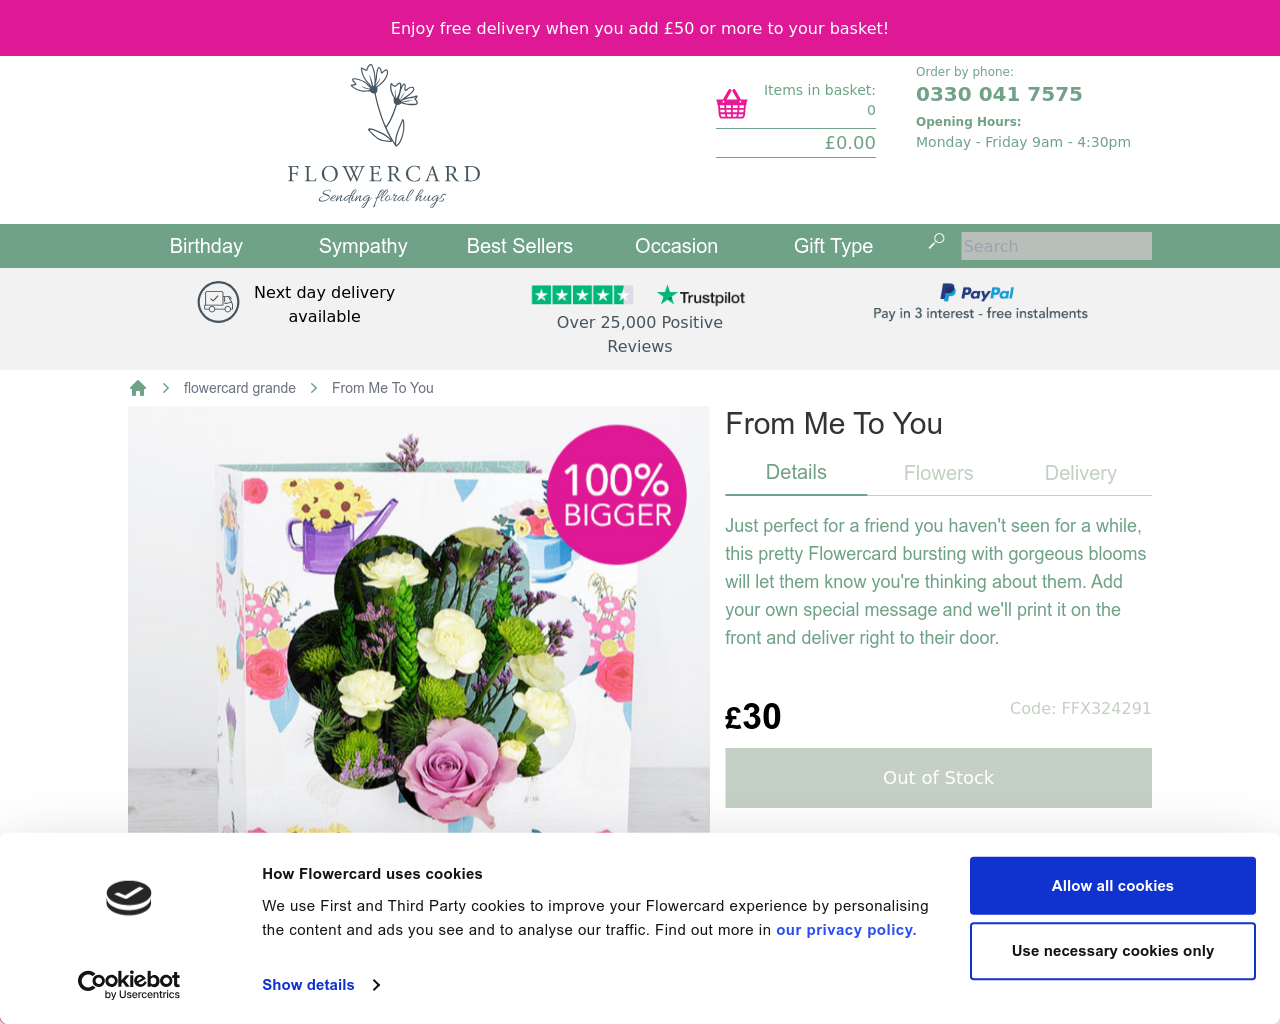 Enjoy free delivery when you add £50 or more to your basket!
FLOWERCARD
Sending floral hugs
Items in basket:
0
£0.00
Order by phone:
0330 041 7575
Opening Hours:
Monday - Friday 9am - 4:30pm
Birthday
Sympathy
Best Sellers
Occasion
Gift Type
Search
Next day delivery
available
Trustpilot
Over 25,000 Positive
Reviews
PayPal
Pay in 3 interest - free instalments
flowercard grande
From Me To You
100%
BIGGER
From Me To You
Details
Flowers
Delivery
Just perfect for a friend you haven't seen for a while,
this pretty Flowercard bursting with gorgeous blooms
will let them know you're thinking about them. Add
your own special message and we'll print it on the
front and deliver right to their door.
£30
Code: FFX324291
Out of Stock
Cookiebot
by Usercentrics
How Flowercard uses cookies
We use First and Third Party cookies to improve your Flowercard experience by personalising
the content and ads you see and to analyse our traffic. Find out more in our privacy policy.
Show details
Allow all cookies
Use necessary cookies only